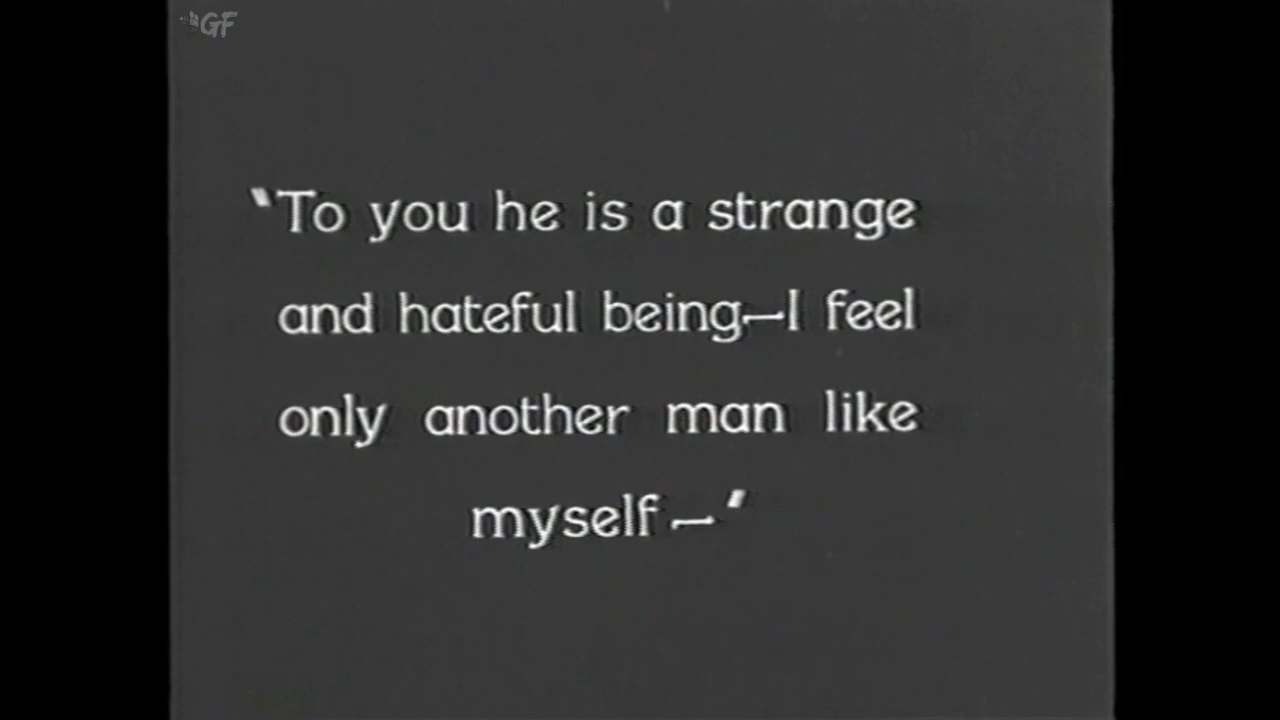 GF
"To you he is a strange
and hateful being—I feel
only another man like
myself—"